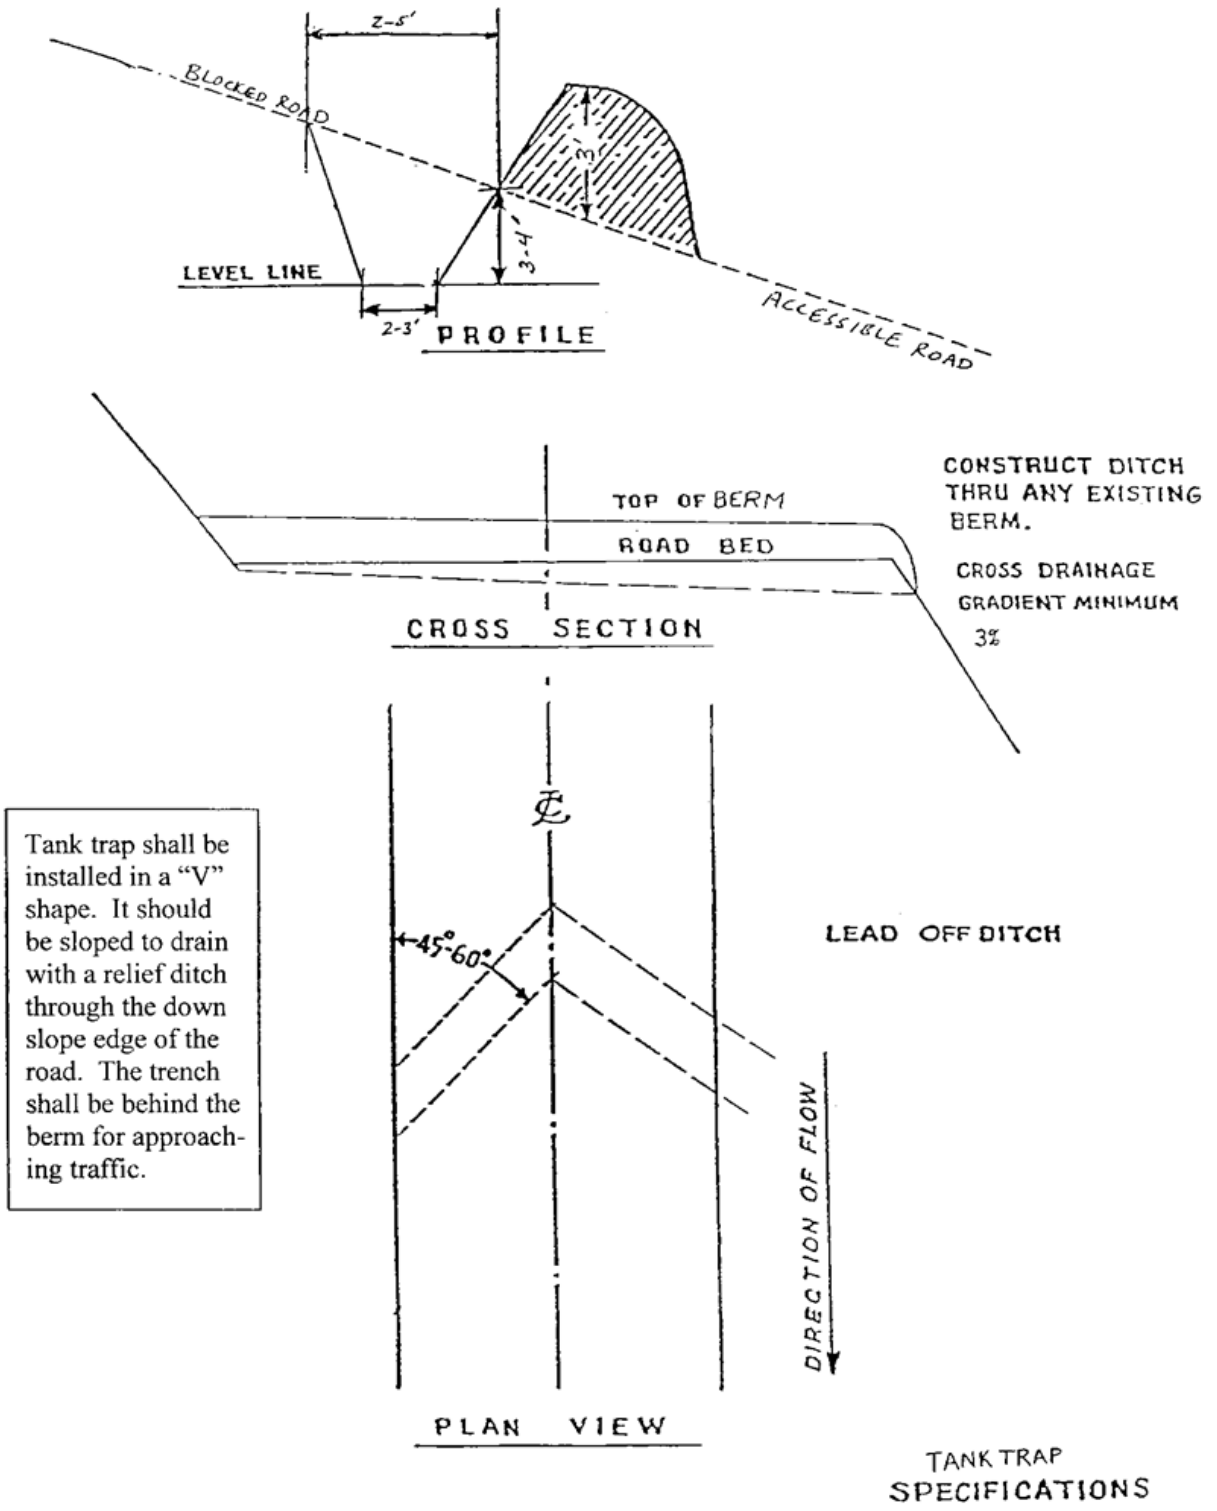 2-5'
BLOCKED ROAD
3
3-4'
LEVEL LINE
2-3'
PROFILE
ACCESSIBLE ROAD
CONSTRUCT DITCH
THRU ANY EXISTING
BERM.
TOP OF BERM
ROAD BED
CROSS DRAINAGE
GRADIENT MINIMUM
3%
CROSS SECTION
℄
Tank trap shall be
installed in a “V”
shape. It should
be sloped to drain
with a relief ditch
through the down
slope edge of the
road. The trench
shall be behind the
berm for approach-
ing traffic.
45°-60°
LEAD OFF DITCH
DIRECTION OF FLOW
PLAN VIEW
TANK TRAP
SPECIFICATIONS